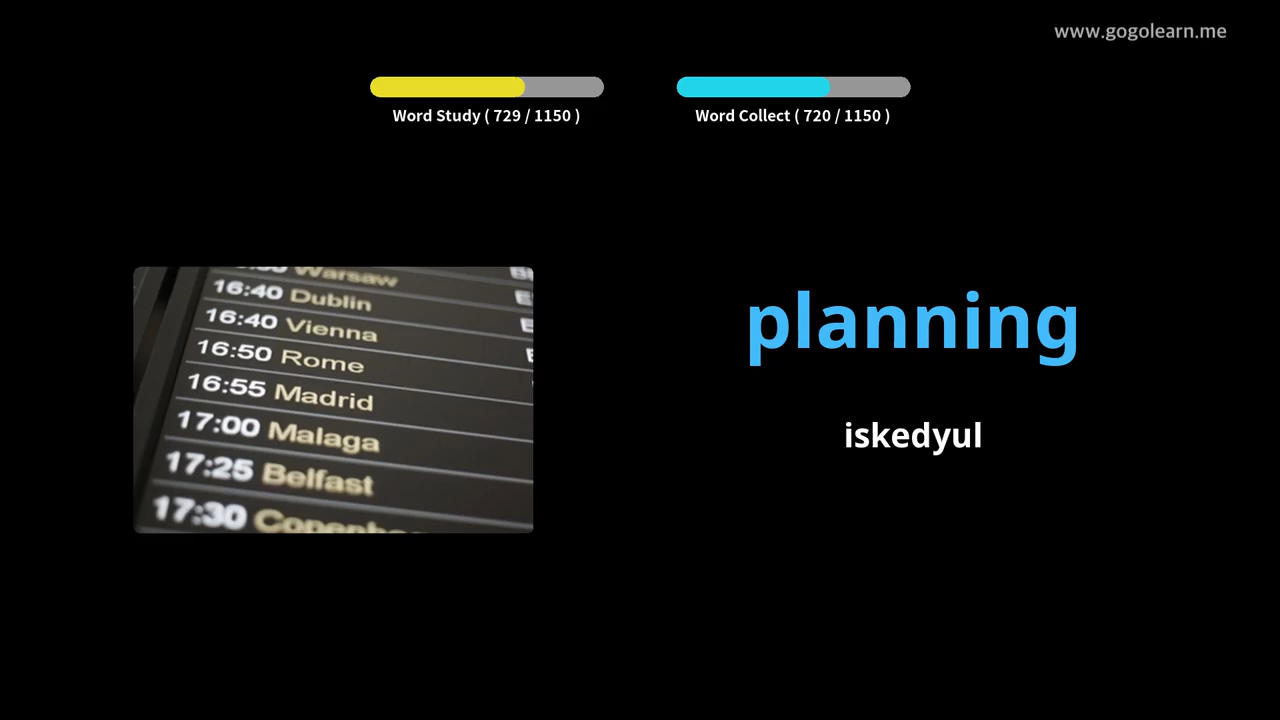 www.gogolearn.me
Word Study ( 729 / 1150 )
Word Collect ( 720 / 1150 )
Warsaw
16:40 Dublin
16:40 Vienna
16:50 Rome
16:55 Madrid
17:00 Malaga
17:25 Belfast
17:30
planning
iskedyul